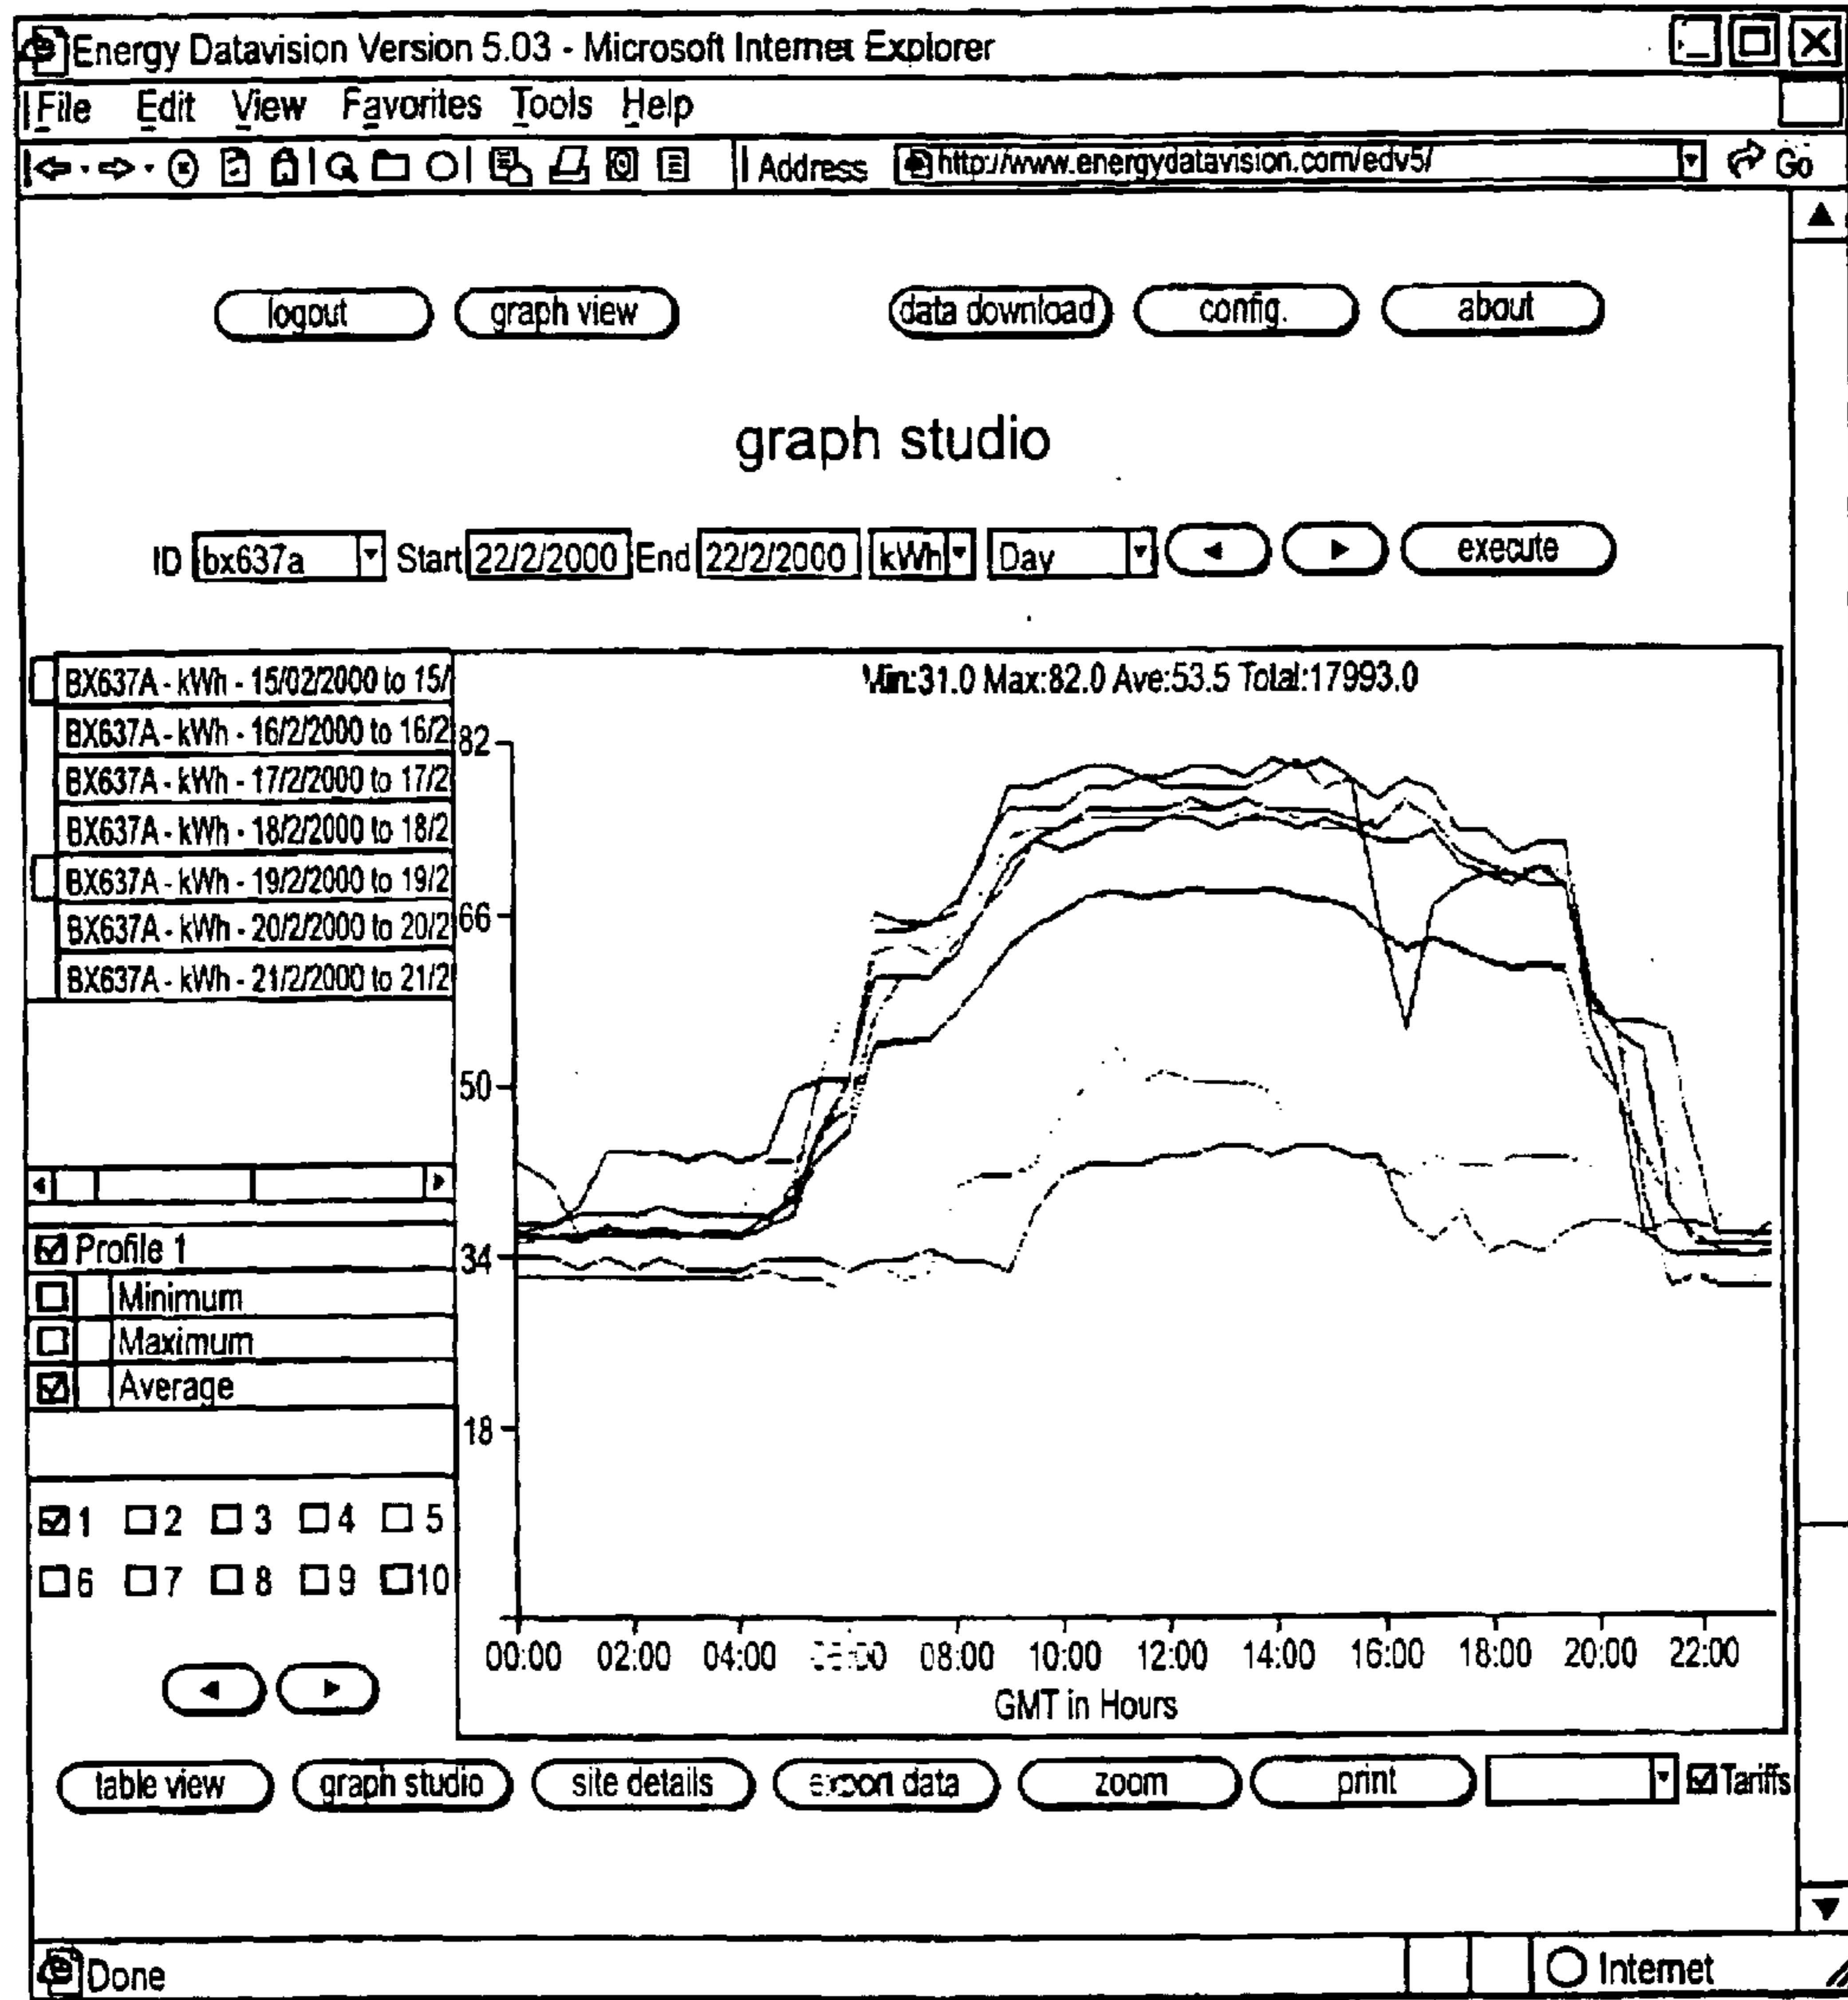 Energy Datavision Version 5.03 - Microsoft Internet Explorer
File Edit View Favorites Tools Help
Address http://www.energydatavision.com/edv5/ Go
logout graph view data download config. about
graph studio
ID bx637a Start 22/2/2000 End 22/2/2000 kWh Day execute
BX637A - kWh - 15/02/2000 to 15/
BX637A - kWh - 16/2/2000 to 16/2
BX637A - kWh - 17/2/2000 to 17/2
BX637A - kWh - 18/2/2000 to 18/2
BX637A - kWh - 19/2/2000 to 19/2
BX637A - kWh - 20/2/2000 to 20/2
BX637A - kWh - 21/2/2000 to 21/2
Profile 1
Minimum
Maximum
Average
1 2 3 4 5
6 7 8 9 10
Min:31.0 Max:82.0 Ave:53.5 Total:17993.0
82
66
50
34
18
00:00 02:00 04:00 08:00 10:00 12:00 14:00 16:00 18:00 20:00 22:00
GMT in Hours
table view graph studio site details export data zoom print Tariffs
Done Internet